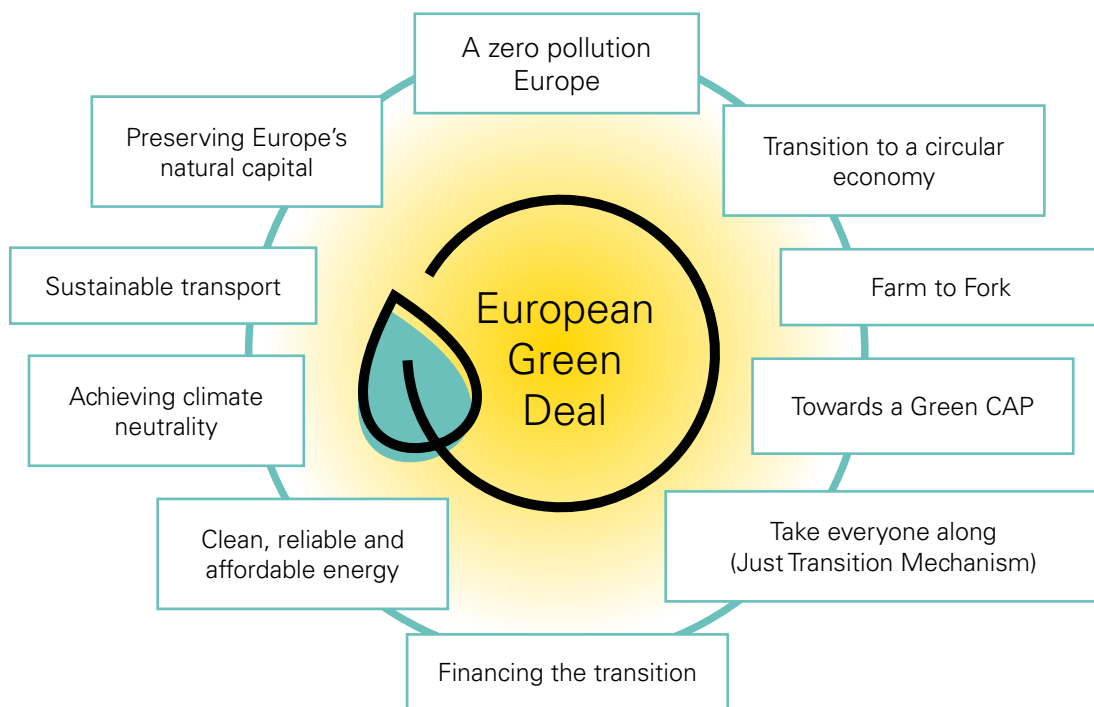 A zero pollution
Europe
Preserving Europe’s
natural capital
Transition to a circular
economy
Sustainable transport
Farm to Fork
European
Green
Deal
Achieving climate
neutrality
Towards a Green CAP
Clean, reliable and
affordable energy
Take everyone along
(Just Transition Mechanism)
Financing the transition